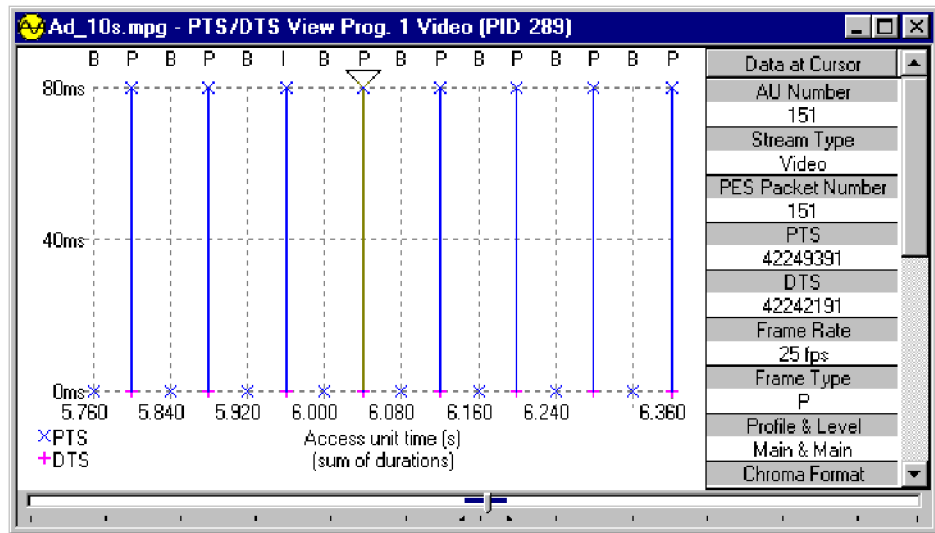 Ad_10s.mpg - PTS/DTS View Prog. 1 Video (PID 289)
B P B P B I B P B P B P B P B P
80ms
40ms
0ms
5.760 5.840 5.920 6.000 6.080 6.160 6.240 6.360
×PTS
+DTS
Access unit time (s)
(sum of durations)
Data at Cursor
AU Number
151
Stream Type
Video
PES Packet Number
151
PTS
42249391
DTS
42242191
Frame Rate
25 fps
Frame Type
P
Profile & Level
Main & Main
Chroma Format